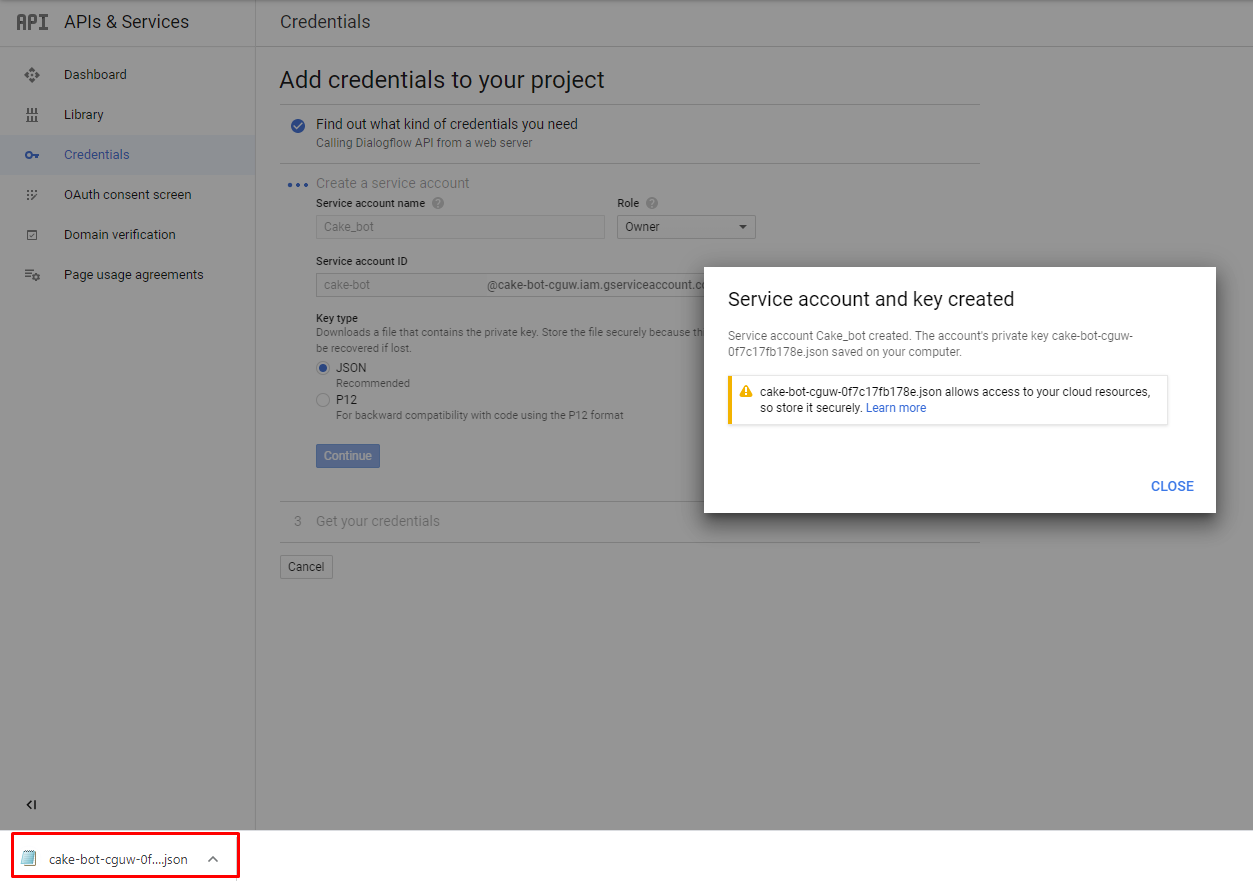 API APIs & Services
Credentials
Dashboard
Library
Credentials
OAuth consent screen
Domain verification
Page usage agreements
Add credentials to your project
Find out what kind of credentials you need
Calling Dialogflow API from a web server
Create a service account
Service account name
Role
Cake_bot
Owner
Service account ID
cake-bot
@cake-bot-cguw.iam.gserviceaccount.co
Key type
Downloads a file that contains the private key. Store the file securely because th
be recovered if lost.
JSON
Recommended
P12
For backward compatibility with code using the P12 format
Continue
3 Get your credentials
Cancel
Service account and key created
Service account Cake_bot created. The account's private key cake-bot-cguw-
0f7c17fb178e.json saved on your computer.
cake-bot-cguw-0f7c17fb178e.json allows access to your cloud resources,
so store it securely. Learn more
CLOSE
cake-bot-cguw-0f....json